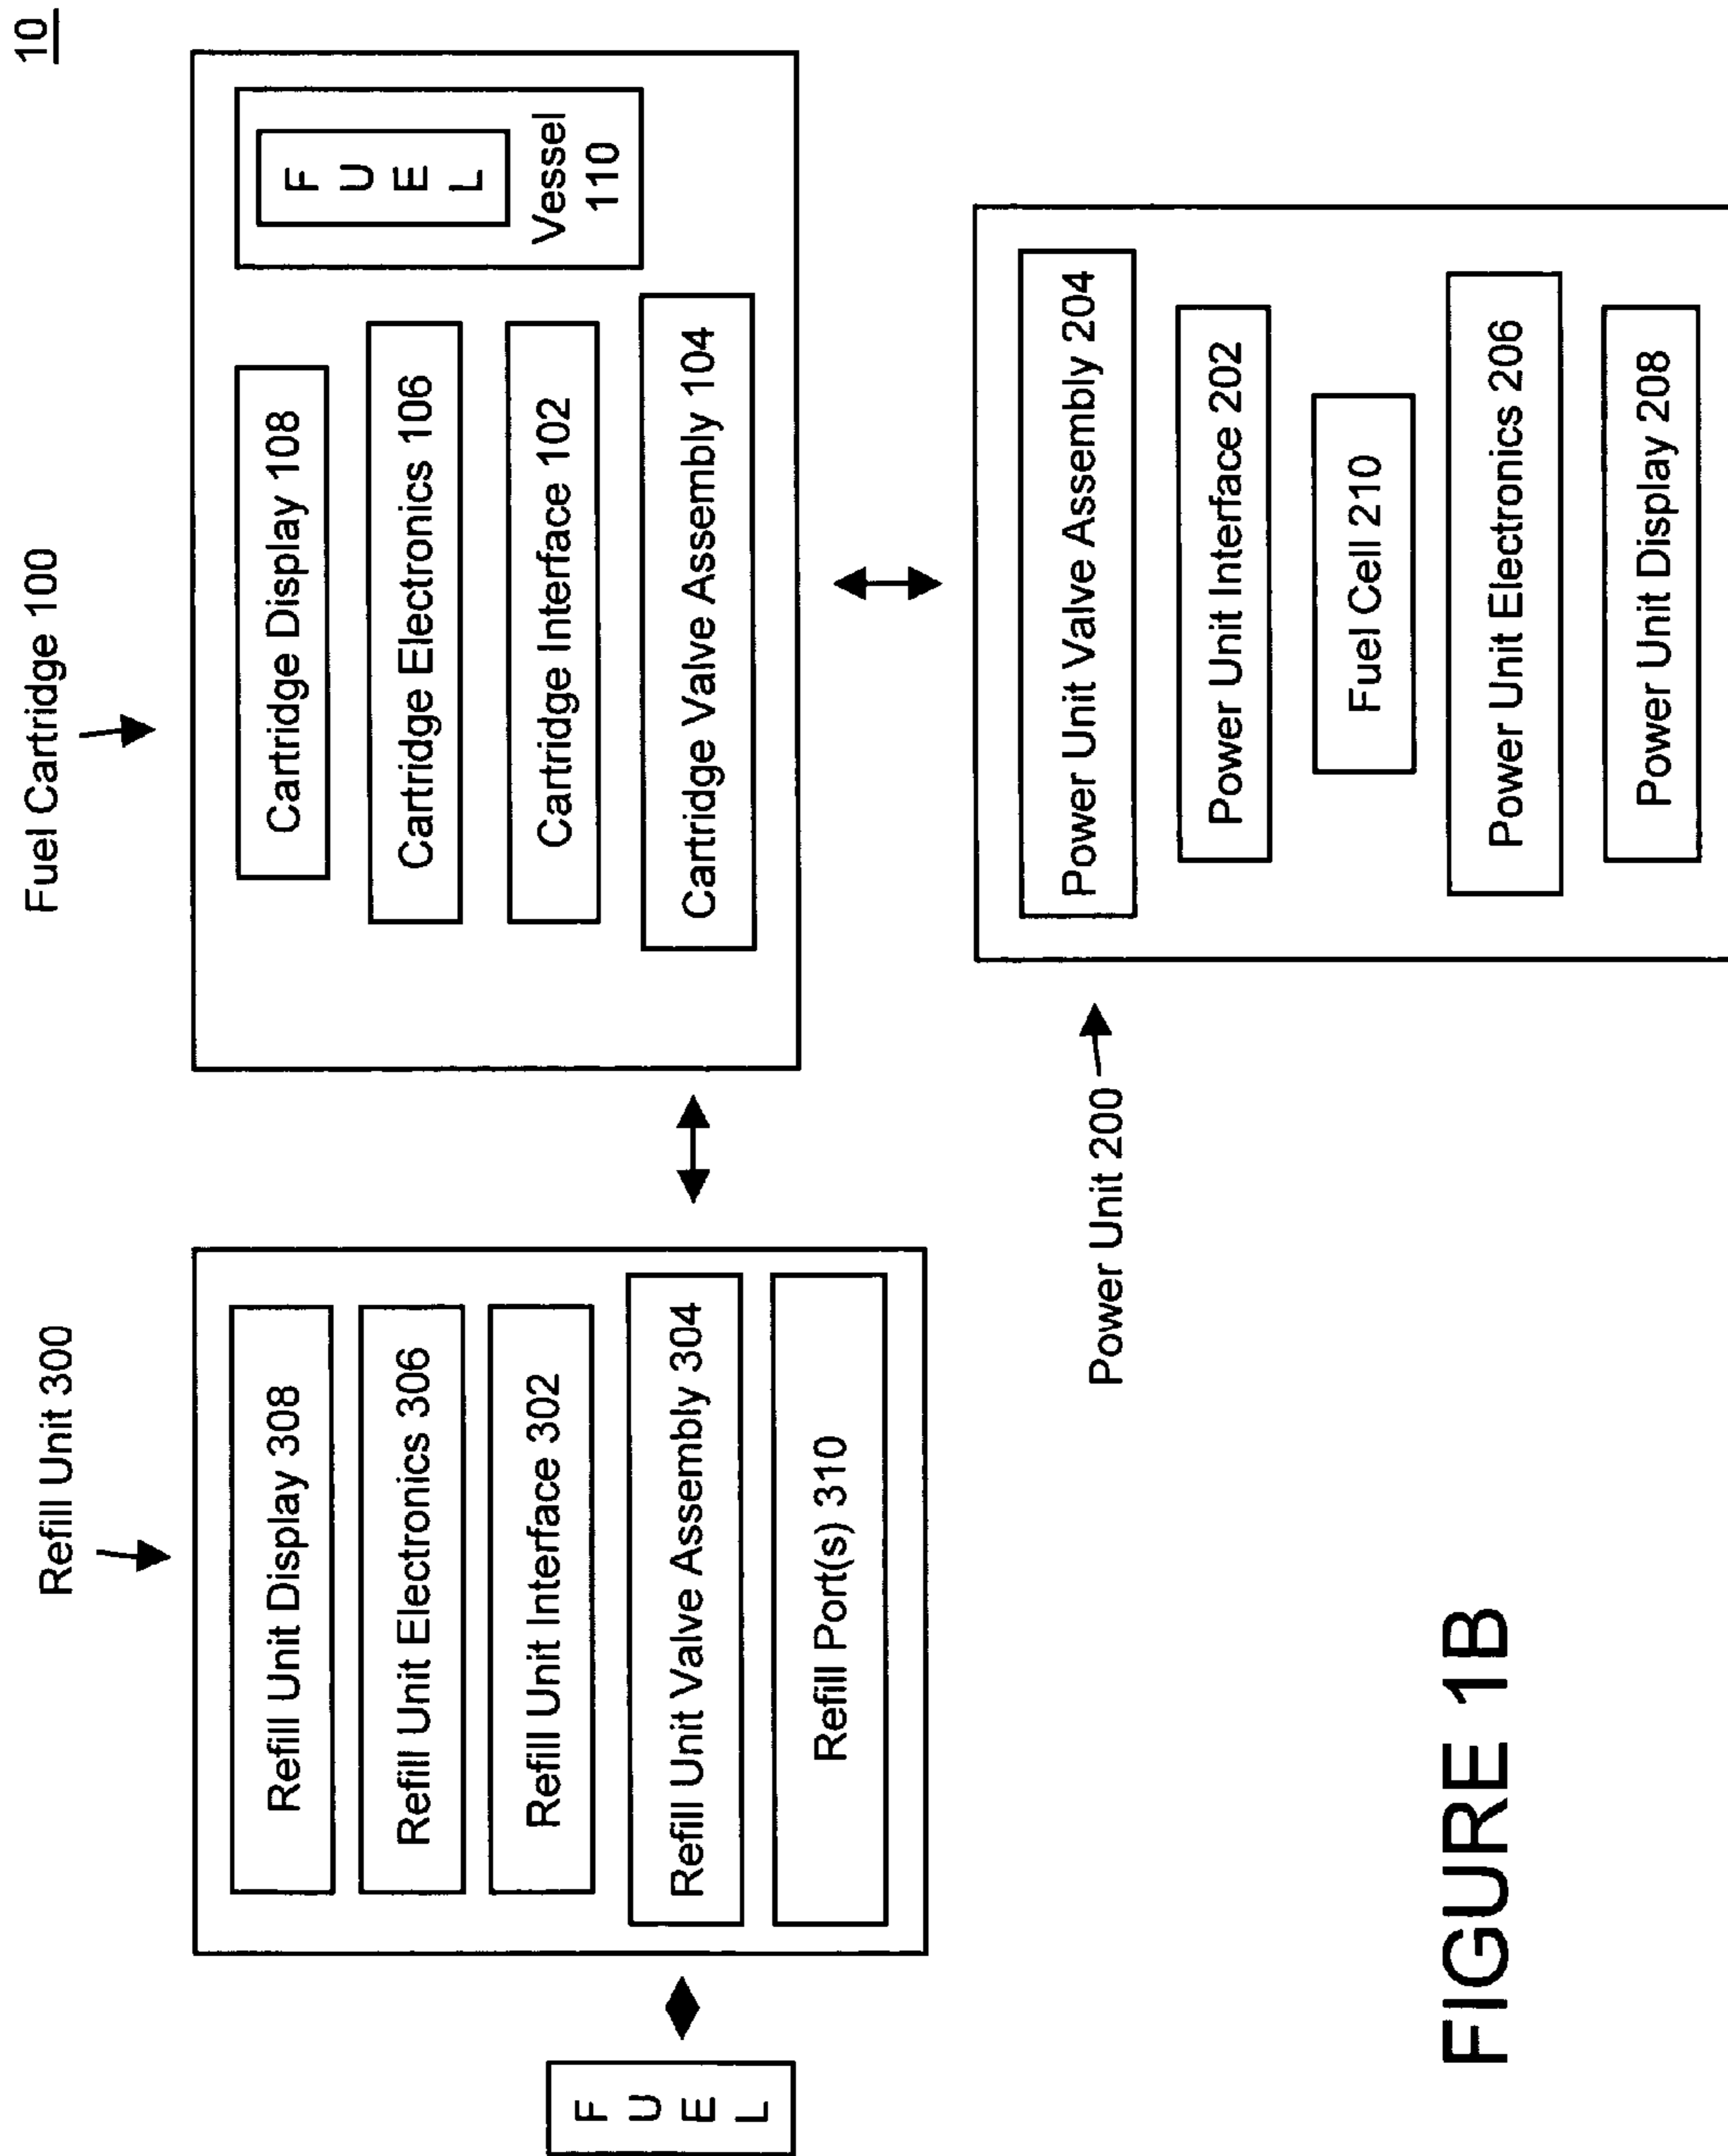 10
Refill Unit 300
Fuel Cartridge 100
F
U
E
L
Refill Unit Display 308
Refill Unit Electronics 306
Refill Unit Interface 302
Refill Unit Valve Assembly 304
Refill Port(s) 310
Cartridge Display 108
Cartridge Electronics 106
Cartridge Interface 102
Cartridge Valve Assembly 104
F
U
E
L
Vessel
110
Power Unit 200
Power Unit Valve Assembly 204
Power Unit Interface 202
Fuel Cell 210
Power Unit Electronics 206
Power Unit Display 208
FIGURE 1B